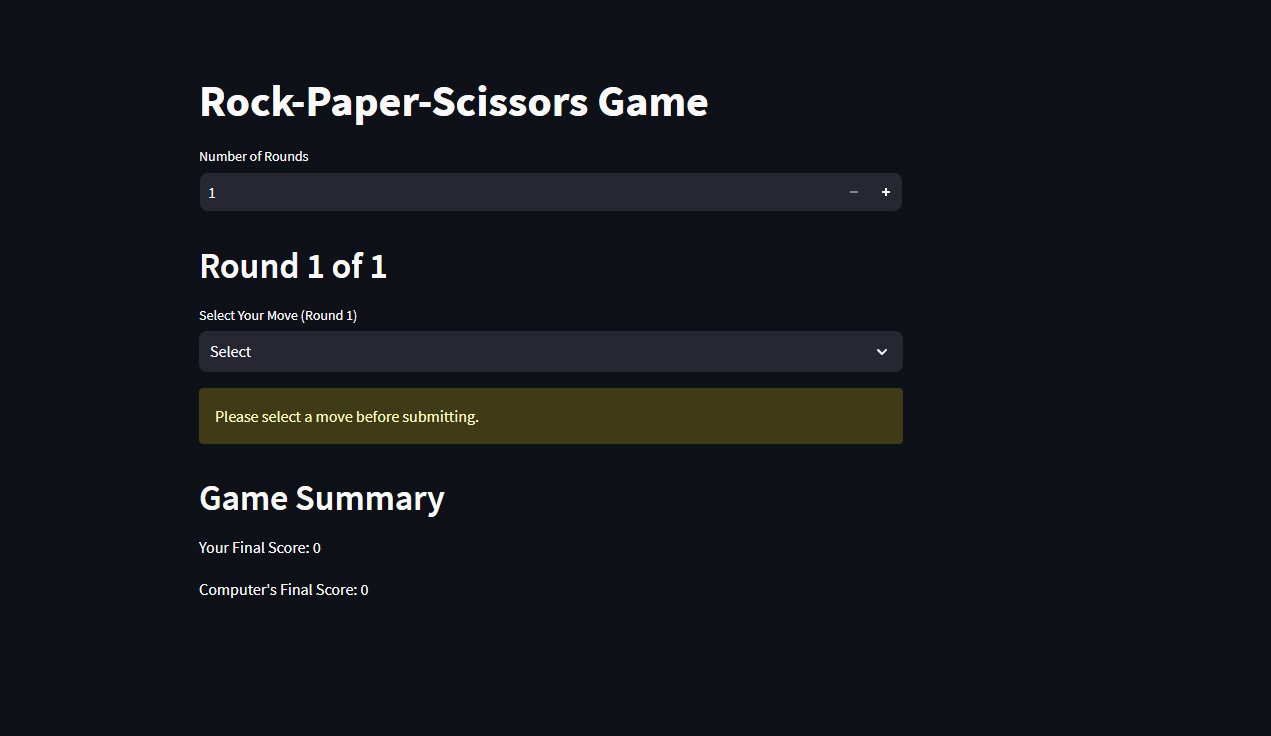 Rock-Paper-Scissors Game
Number of Rounds
1
Round 1 of 1
Select Your Move (Round 1)
Select
Please select a move before submitting.
Game Summary
Your Final Score: 0
Computer's Final Score: 0